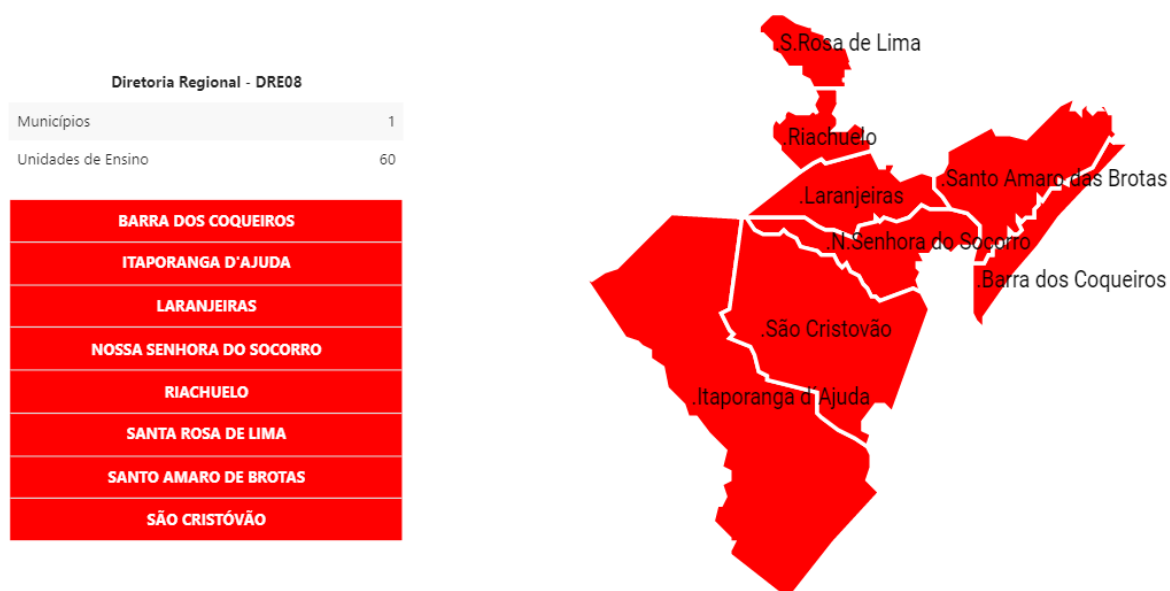 Diretoria Regional - DRE08
Municípios 1
Unidades de Ensino 60
BARRA DOS COQUEIROS
ITAPORANGA D'AJUDA
LARANJEIRAS
NOSSA SENHORA DO SOCORRO
RIACHUELO
SANTA ROSA DE LIMA
SANTO AMARO DE BROTAS
SÃO CRISTÓVÃO
.S.Rosa de Lima
.Riachuelo
.Santo Amaro das Brotas
.Laranjeiras
.N.Senhora do Socorro
.Barra dos Coqueiros
.São Cristovão
.Itaporanga d'Ajuda